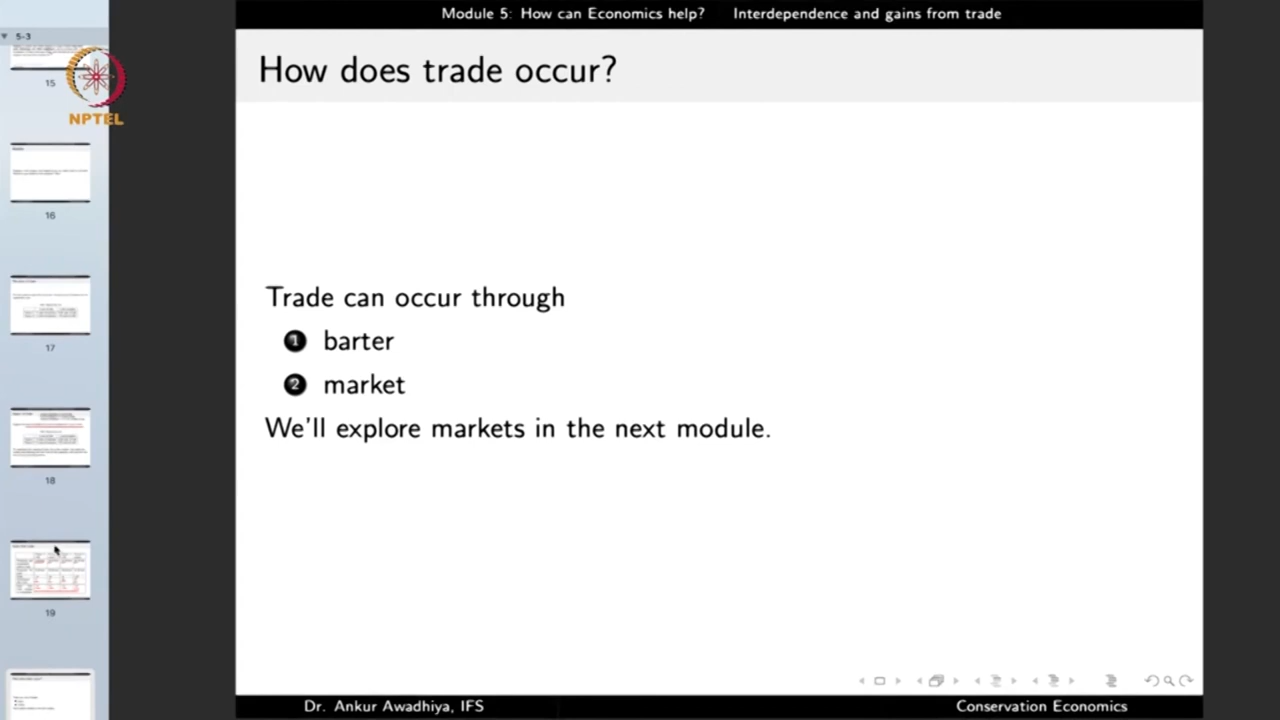 Module 5: How can Economics help? Interdependence and gains from trade
5-3
How does trade occur?
15
NPTEL
16
Trade can occur through
1 barter
17
2 market
We'll explore markets in the next module.
18
19
Dr. Ankur Awadhiya, IFS Conservation Economics